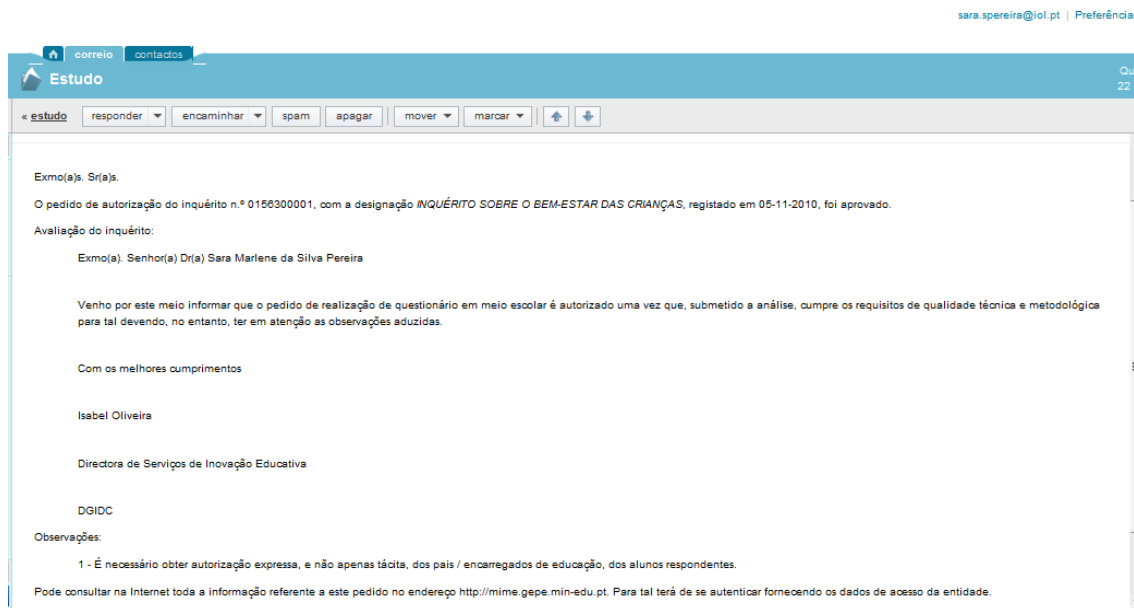 sara.spereira@iol.pt | Preferência
correio contactos
Estudo
Qu
22
« estudo responder encaminhar spam apagar mover marcar
Exmo(a)s. Sr(a)s.
O pedido de autorização do inquérito n.º 0156300001, com a designação INQUÉRITO SOBRE O BEM-ESTAR DAS CRIANÇAS, registado em 05-11-2010, foi aprovado.
Avaliação do inquérito:
Exmo(a). Senhor(a) Dr(a) Sara Marlene da Silva Pereira
Venho por este meio informar que o pedido de realização de questionário em meio escolar é autorizado uma vez que, submetido a análise, cumpre os requisitos de qualidade técnica e metodológica
para tal devendo, no entanto, ter em atenção as observações aduzidas.
Com os melhores cumprimentos
Isabel Oliveira
Directora de Serviços de Inovação Educativa
DGIDC
Observações:
1 - É necessário obter autorização expressa, e não apenas tácita, dos pais / encarregados de educação, dos alunos respondentes.
Pode consultar na Internet toda a informação referente a este pedido no endereço http://mime.gepe.min-edu.pt. Para tal terá de se autenticar fornecendo os dados de acesso da entidade.